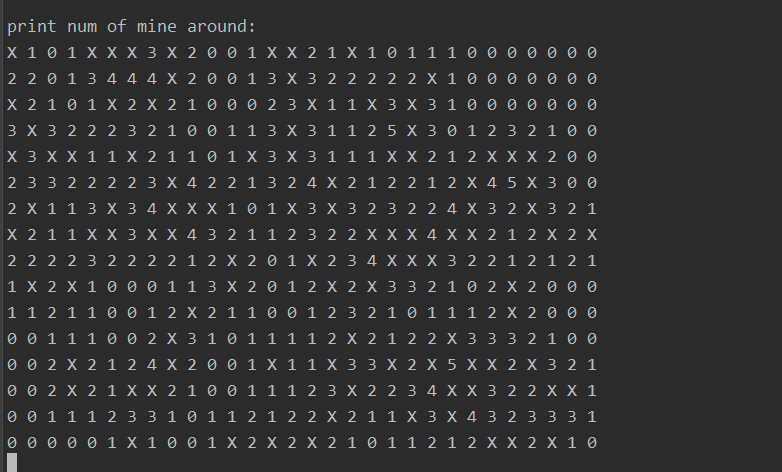 print num of mine around:
X 1 0 1 X X X 3 X 2 0 0 1 X X 2 1 X 1 0 1 1 1 0 0 0 0 0 0 0
2 2 0 1 3 4 4 4 X 2 0 0 1 3 X 3 2 2 2 2 2 X 1 0 0 0 0 0 0 0
X 2 1 0 1 X 2 X 2 1 0 0 0 2 3 X 1 1 X 3 X 3 1 0 0 0 0 0 0 0
3 X 3 2 2 2 3 2 1 0 0 1 1 3 X 3 1 1 2 5 X 3 0 1 2 3 2 1 0 0
X 3 X X 1 1 X 2 1 1 0 1 X 3 X 3 1 1 1 X X 2 1 2 X X X 2 0 0
2 3 3 2 2 2 2 3 X 4 2 2 1 3 2 4 X 2 1 2 2 1 2 X 4 5 X 3 0 0
2 X 1 1 3 X 3 4 X X X 1 0 1 X 3 X 3 2 3 2 2 4 X 3 2 X 3 2 1
X 2 1 1 X X 3 X X 4 3 2 1 1 2 3 2 2 X X X 4 X X 2 1 2 X 2 X
2 2 2 2 3 2 2 2 2 1 2 X 2 0 1 X 2 3 4 X X X 3 2 2 1 2 1 2 1
1 X 2 X 1 0 0 0 1 1 3 X 2 0 1 2 X 2 X 3 3 2 1 0 2 X 2 0 0 0
1 1 2 1 1 0 0 1 2 X 2 1 1 0 0 1 2 3 2 1 0 1 1 1 2 X 2 0 0 0
0 0 1 1 1 0 0 2 X 3 1 0 1 1 1 1 2 X 2 1 2 2 X 3 3 3 2 1 0 0
0 0 2 X 2 1 2 4 X 2 0 0 1 X 1 1 X 3 3 X 2 X 5 X X 2 X 3 2 1
0 0 2 X 2 1 X X 2 1 0 0 1 1 1 2 3 X 2 2 3 4 X X 3 2 2 X X 1
0 0 1 1 1 2 3 3 1 0 1 1 2 1 2 2 X 2 1 1 X 3 X 4 3 2 3 3 3 1
0 0 0 0 0 1 X 1 0 0 1 X 2 X 2 X 2 1 0 1 1 2 1 2 X X 2 X 1 0